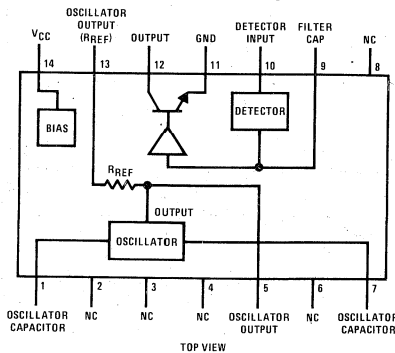 OSCILLATOR
OUTPUT
(RREF)
VCC
OUTPUT
GND
DETECTOR
INPUT
FILTER
CAP
NC
14
13
12
11
10
9
8
BIAS
DETECTOR
RREF
OUTPUT
OSCILLATOR
1
2
3
4
5
6
7
OSCILLATOR
CAPACITOR
NC
NC
NC
OSCILLATOR
OUTPUT
NC
OSCILLATOR
CAPACITOR
TOP VIEW